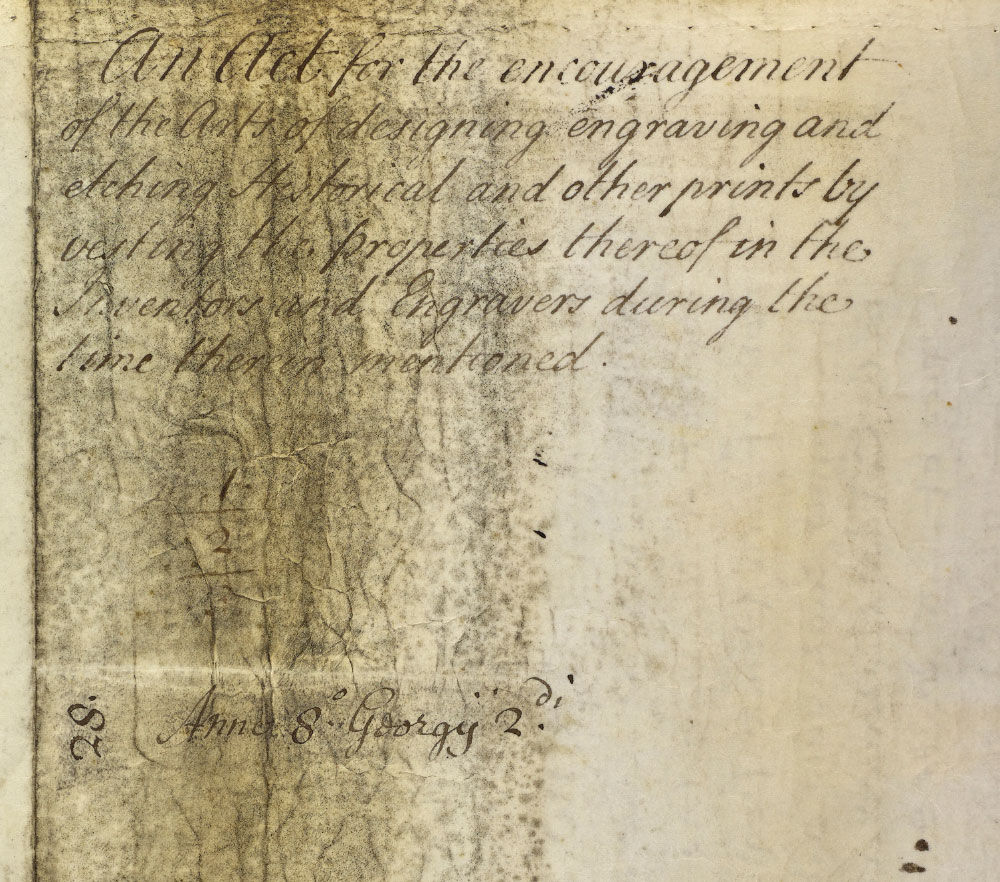 An Act for the encouragement
of the Arts of designing engraving and
etching Historical and other prints by
vesting the properties thereof in the
Inventors and Engravers during the
time therein mentioned.
1
2
28.
Anno 8.º Georgij 2.di